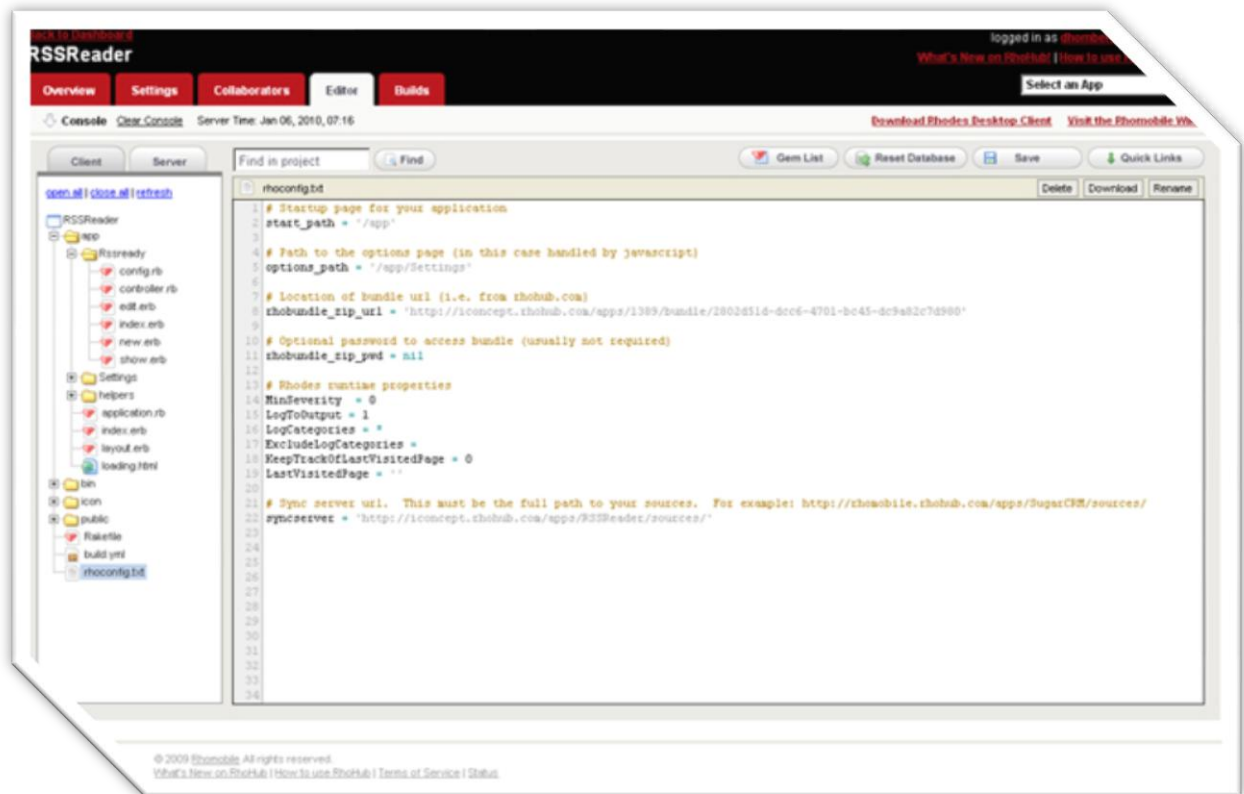 Back to Dashboard
logged in as
RSSReader
What's New on RhoHub! | How to use
Overview Settings Collaborators Editor Builds
Select an App
Console Clear Console Server Time: Jan 06, 2010, 07:16
Download Rhodes Desktop Client Visit the Rhomobile
Client Server
Find in project Find
Gem List Reset Database Save Quick Links
open all | close all | refresh
rhoconfig.txt
Delete Download Rename
RSSReader
app
Rssready
config.rb
controller.rb
edit.erb
index.erb
new.erb
show.erb
Settings
helpers
application.rb
index.erb
layout.erb
loading.html
bin
icon
public
Rakefile
build.yml
rhoconfig.txt
1 # Startup page for your application
2 start_path = '/app'
3
4 # Path to the options page (in this case handled by javascript)
5 options_path = '/app/Settings'
6
7 # Location of bundle url (i.e. from rhohub.com)
8 rhobundle_zip_url = 'http://iconcept.rhohub.com/apps/1389/bundle/2802d51d-dcc6-4701-bc45-dc9a82c7d980'
9
10 # Optional password to access bundle (usually not required)
11 rhobundle_zip_pwd = nil
12
13 # Rhodes runtime properties
14 MinSeverity = 0
15 LogToOutput = 1
16 LogCategories = *
17 ExcludeLogCategories =
18 KeepTrackOfLastVisitedPage = 0
19 LastVisitedPage = ''
20
21 # Sync server url. This must be the full path to your sources. For example: http://rhomobile.rhohub.com/apps/SugarCRM/sources/
22 syncserver = 'http://iconcept.rhohub.com/apps/RSSReader/sources/'
23
24
25
26
27
28
29
30
31
32
33
34
© 2009 Rhomobile All rights reserved.
What's New on RhoHub | How to use RhoHub | Terms of Service | Status